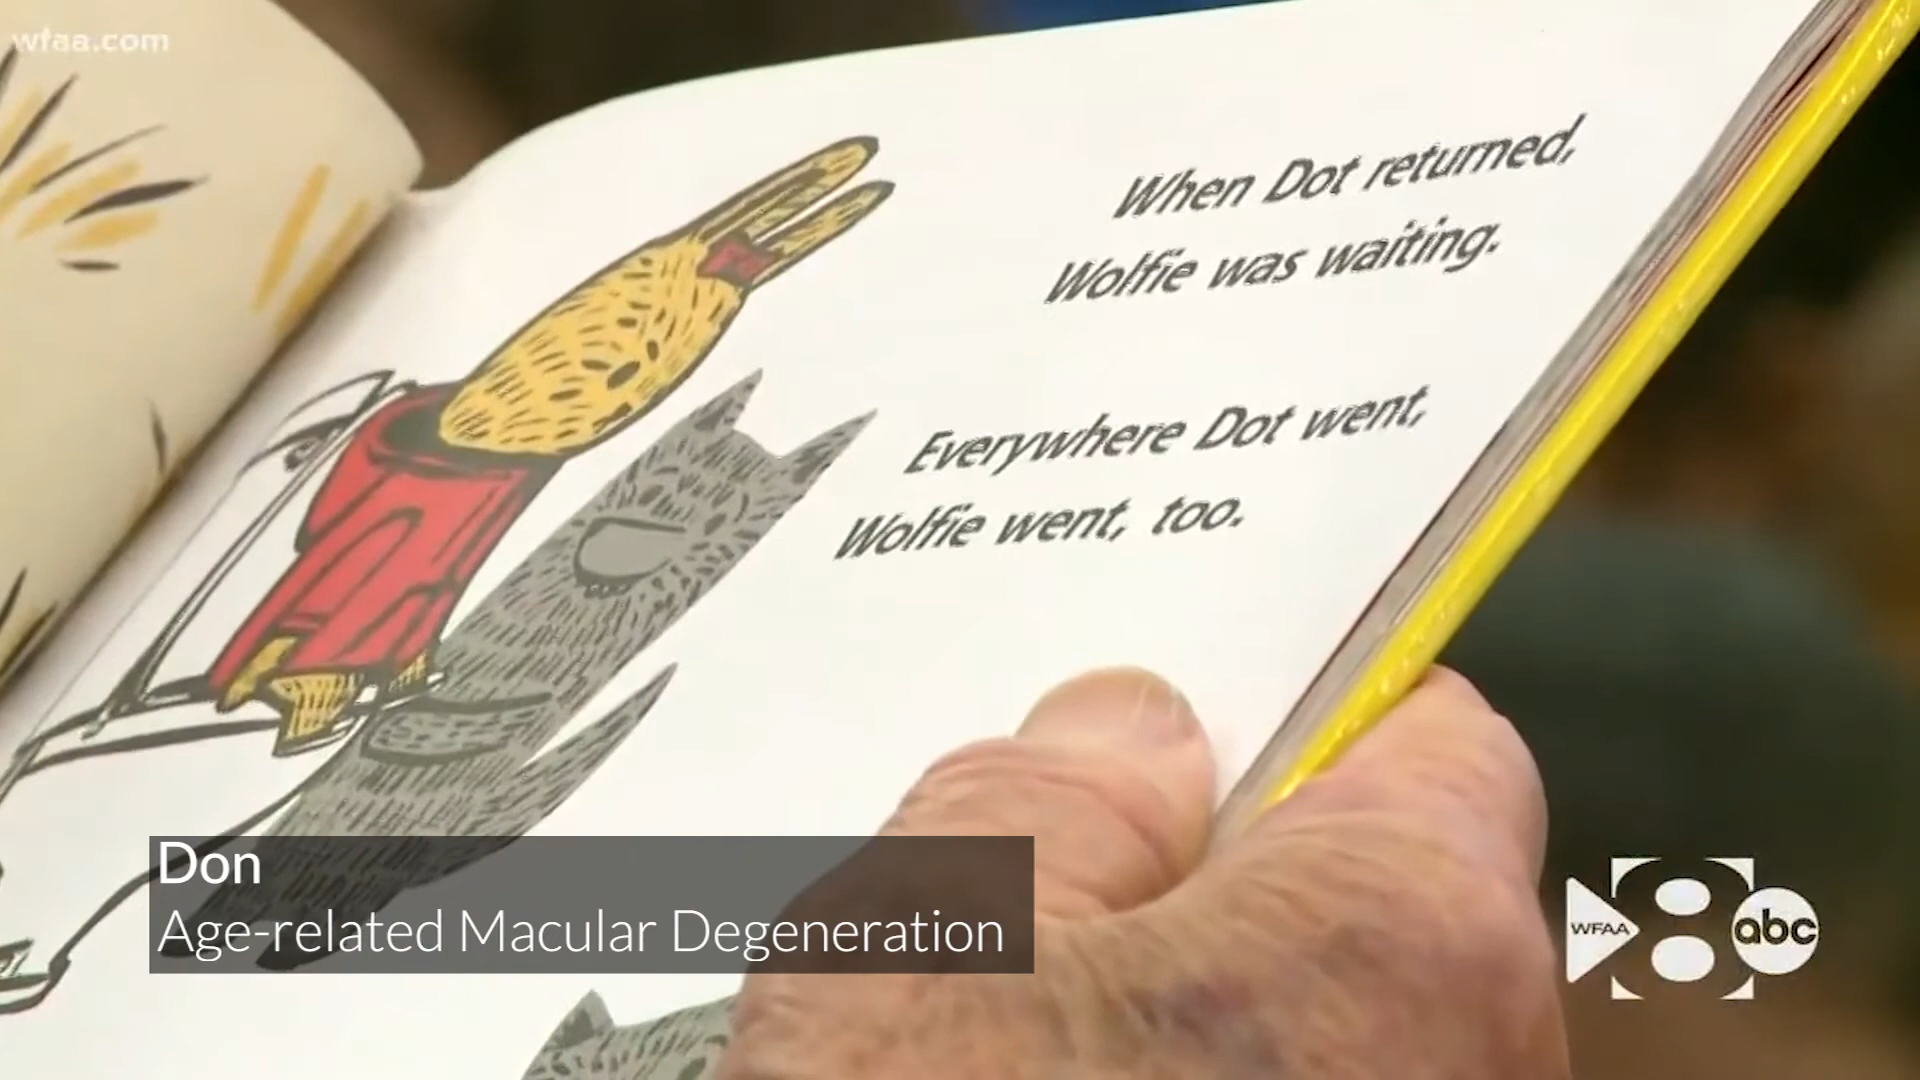 wfaa.com
When Dot returned,
Wolfie was waiting.
Everywhere Dot went,
Wolfie went, too.
Don
Age-related Macular Degeneration
WFAA 8 abc